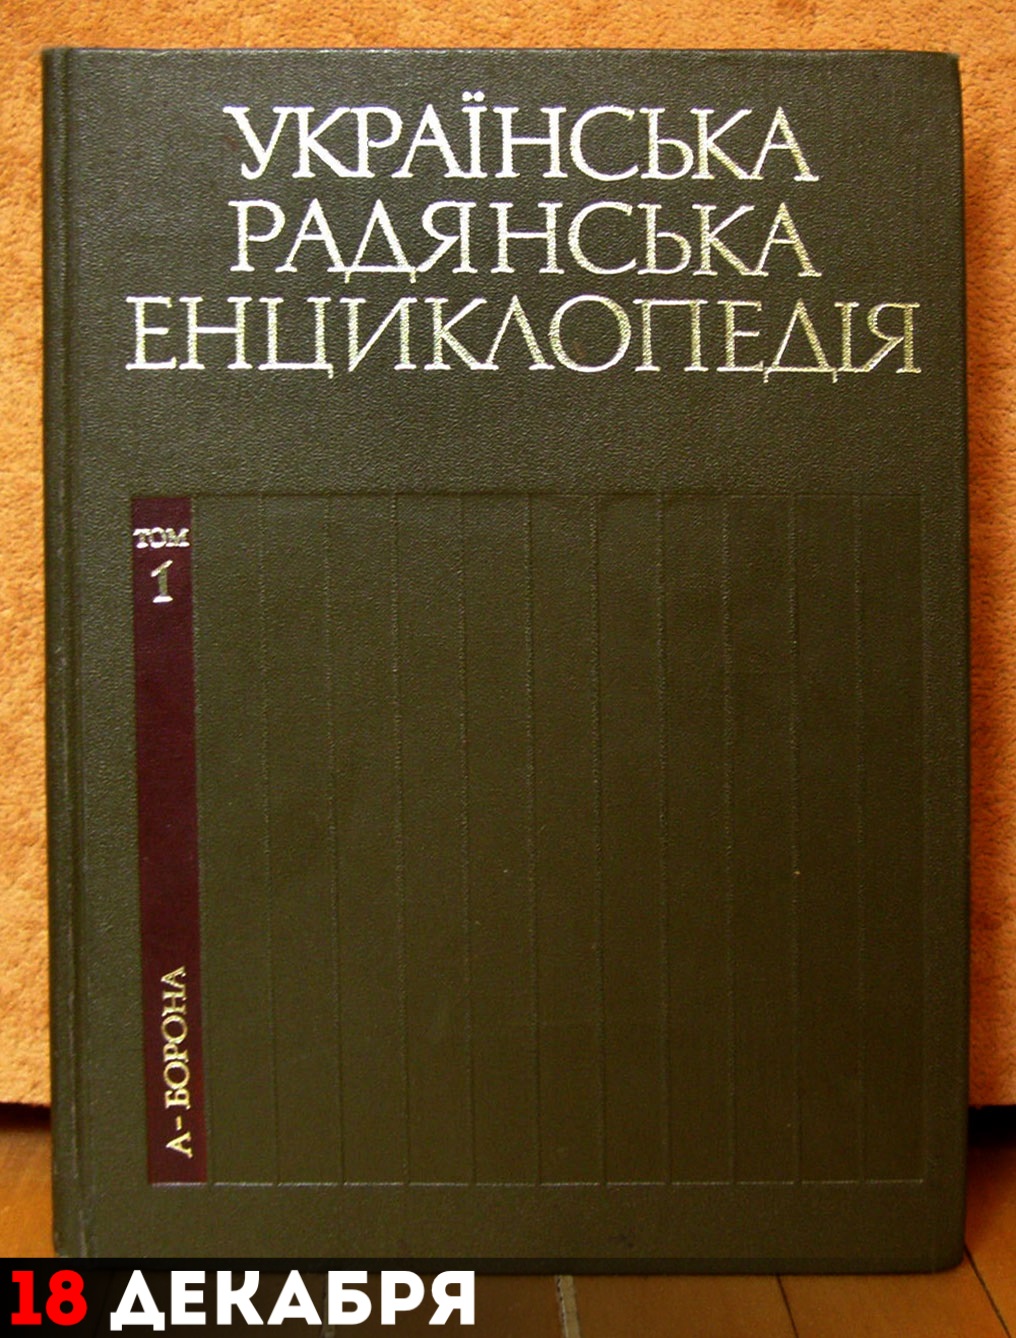 УКРАЇНСЬКА
РАДЯНСЬКА
ЕНЦИКЛОПЕДІЯ
ТОМ
1
А-БОРОНА
18 ДЕКАБРЯ